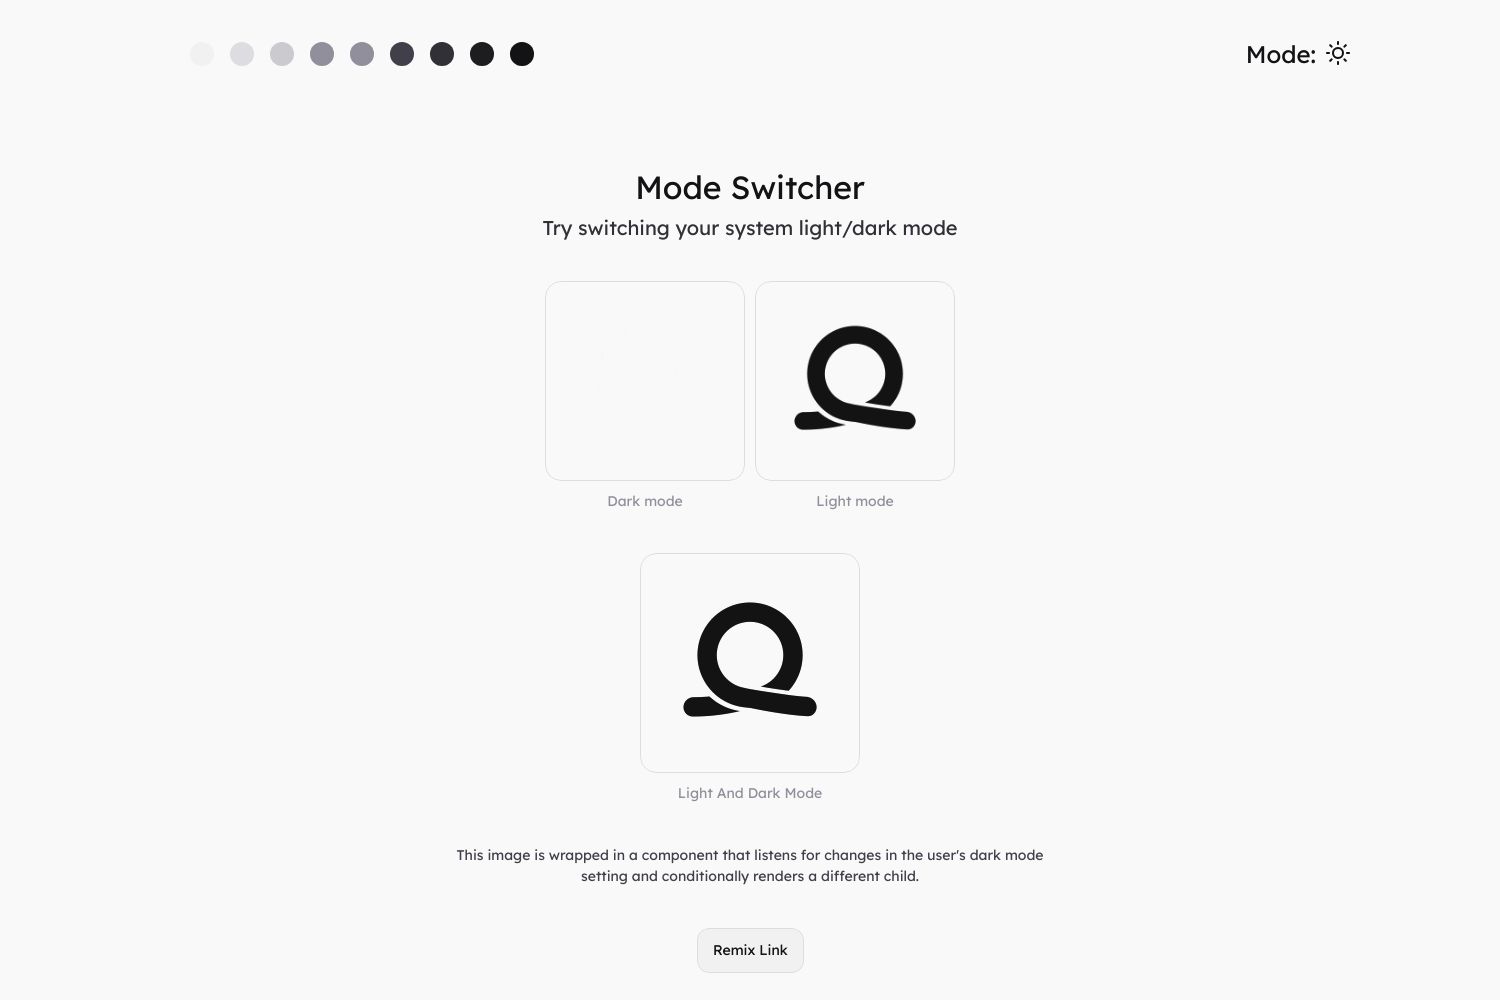 Mode:
Mode Switcher
Try switching your system light/dark mode
Dark mode
Light mode
Light And Dark Mode
This image is wrapped in a component that listens for changes in the user's dark mode
setting and conditionally renders a different child.
Remix Link